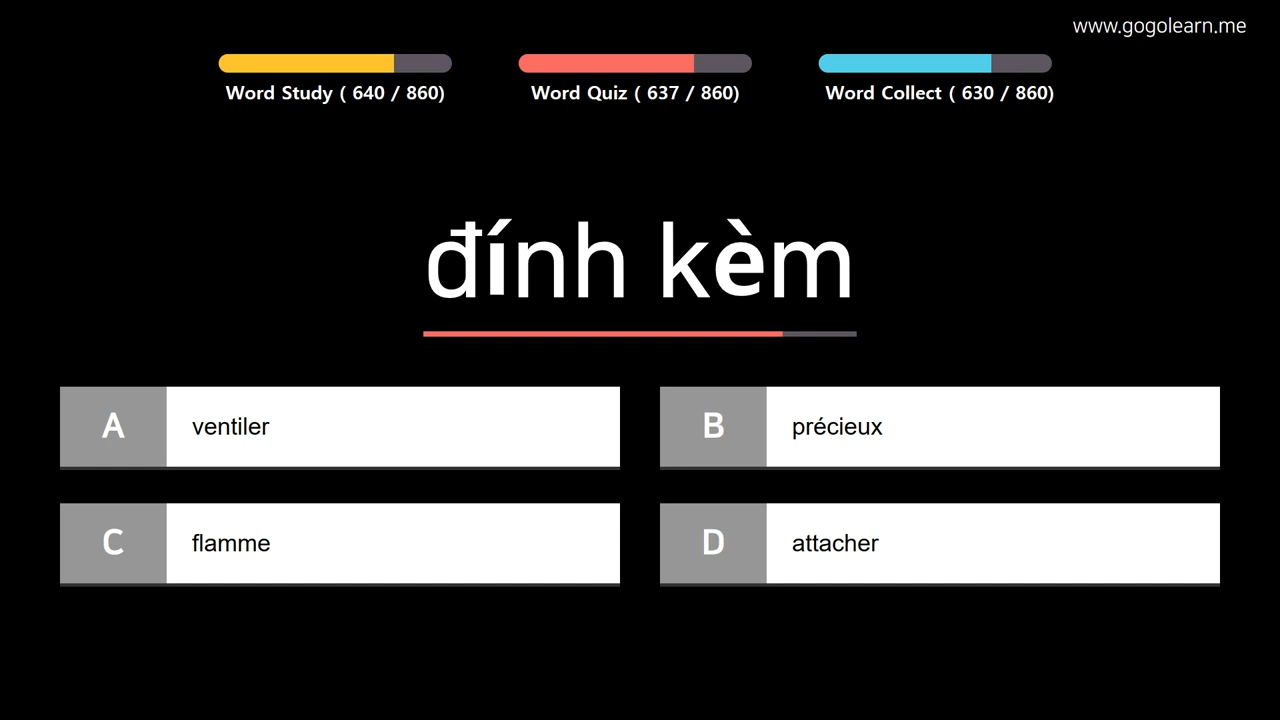 www.gogolearn.me
Word Study ( 640 / 860)
Word Quiz ( 637 / 860)
Word Collect ( 630 / 860)
đính kèm
A ventiler
B précieux
C flamme
D attacher